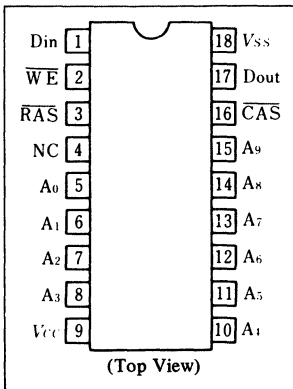 Din 1 18 Vss
WE 2 17 Dout
RAS 3 16 CAS
NC 4 15 A9
A0 5 14 A8
A1 6 13 A7
A2 7 12 A6
A3 8 11 A5
Vcc 9 10 A4
(Top View)